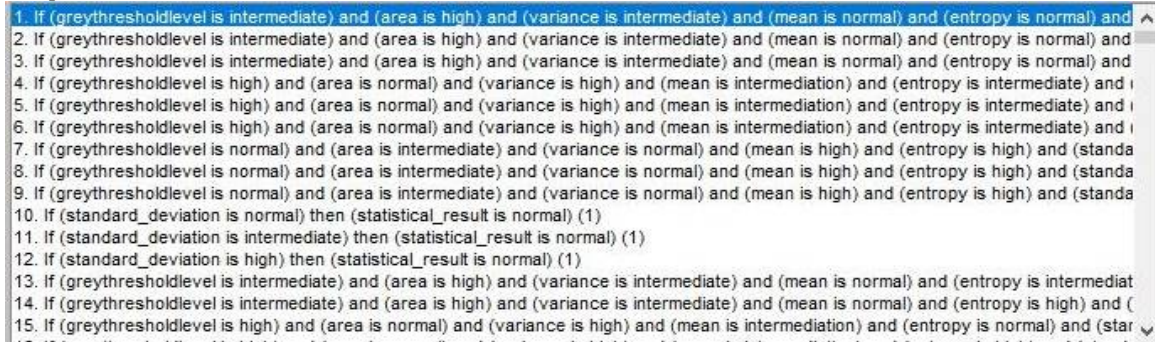 1. If (greythresholdlevel is intermediate) and (area is high) and (variance is intermediate) and (mean is normal) and (entropy is normal) and
2. If (greythresholdlevel is intermediate) and (area is high) and (variance is intermediate) and (mean is normal) and (entropy is normal) and
3. If (greythresholdlevel is intermediate) and (area is high) and (variance is intermediate) and (mean is normal) and (entropy is normal) and
4. If (greythresholdlevel is high) and (area is normal) and (variance is high) and (mean is intermediation) and (entropy is intermediate) and (
5. If (greythresholdlevel is high) and (area is normal) and (variance is high) and (mean is intermediation) and (entropy is intermediate) and (
6. If (greythresholdlevel is high) and (area is normal) and (variance is high) and (mean is intermediation) and (entropy is intermediate) and (
7. If (greythresholdlevel is normal) and (area is intermediate) and (variance is normal) and (mean is high) and (entropy is high) and (standa
8. If (greythresholdlevel is normal) and (area is intermediate) and (variance is normal) and (mean is high) and (entropy is high) and (standa
9. If (greythresholdlevel is normal) and (area is intermediate) and (variance is normal) and (mean is high) and (entropy is high) and (standa
10. If (standard_deviation is normal) then (statistical_result is normal) (1)
11. If (standard_deviation is intermediate) then (statistical_result is normal) (1)
12. If (standard_deviation is high) then (statistical_result is normal) (1)
13. If (greythresholdlevel is intermediate) and (area is high) and (variance is intermediate) and (mean is normal) and (entropy is intermediat
14. If (greythresholdlevel is intermediate) and (area is high) and (variance is intermediate) and (mean is normal) and (entropy is high) and (
15. If (greythresholdlevel is high) and (area is normal) and (variance is high) and (mean is intermediation) and (entropy is normal) and (star